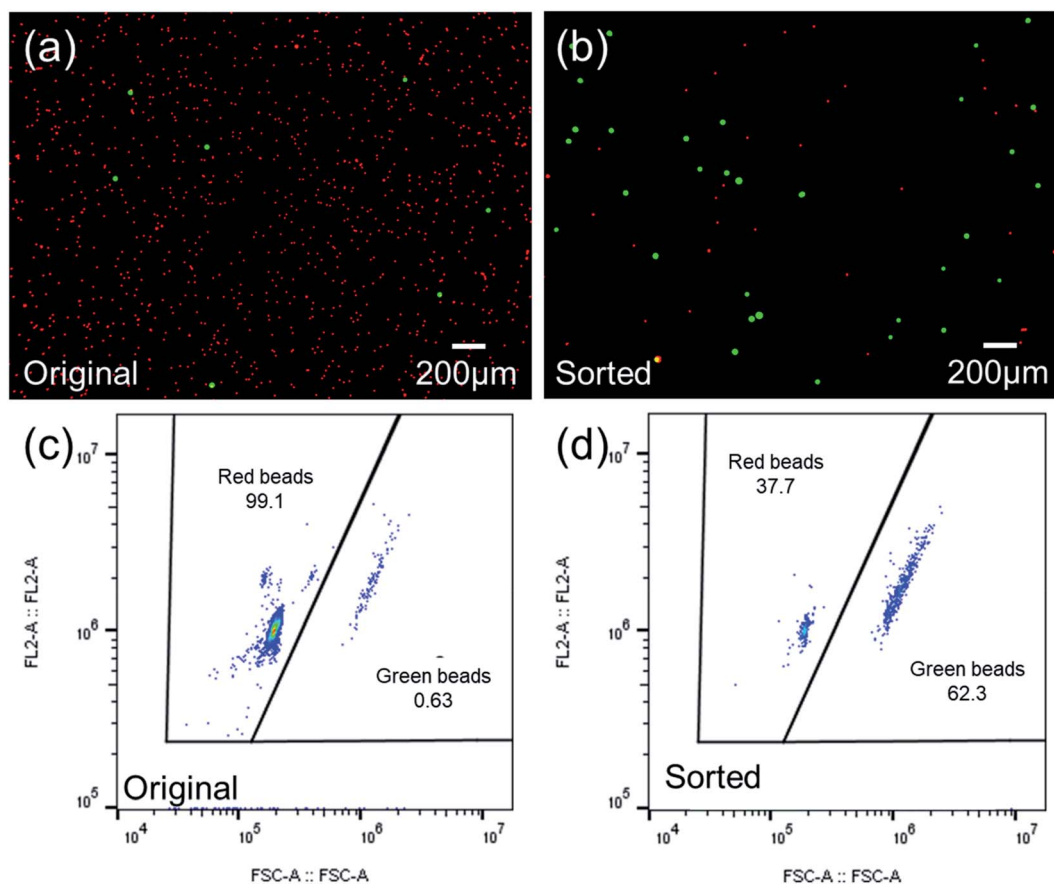 (a)
Original
200μm
(b)
Sorted
200μm
(c)
10⁷
10⁶
10⁵
FL2-A :: FL2-A
Red beads
99.1
Green beads
0.63
Original
10⁴
10⁵
10⁶
10⁷
FSC-A :: FSC-A
(d)
10⁷
10⁶
10⁵
FL2-A :: FL2-A
Red beads
37.7
Green beads
62.3
Sorted
10⁴
10⁵
10⁶
10⁷
FSC-A :: FSC-A